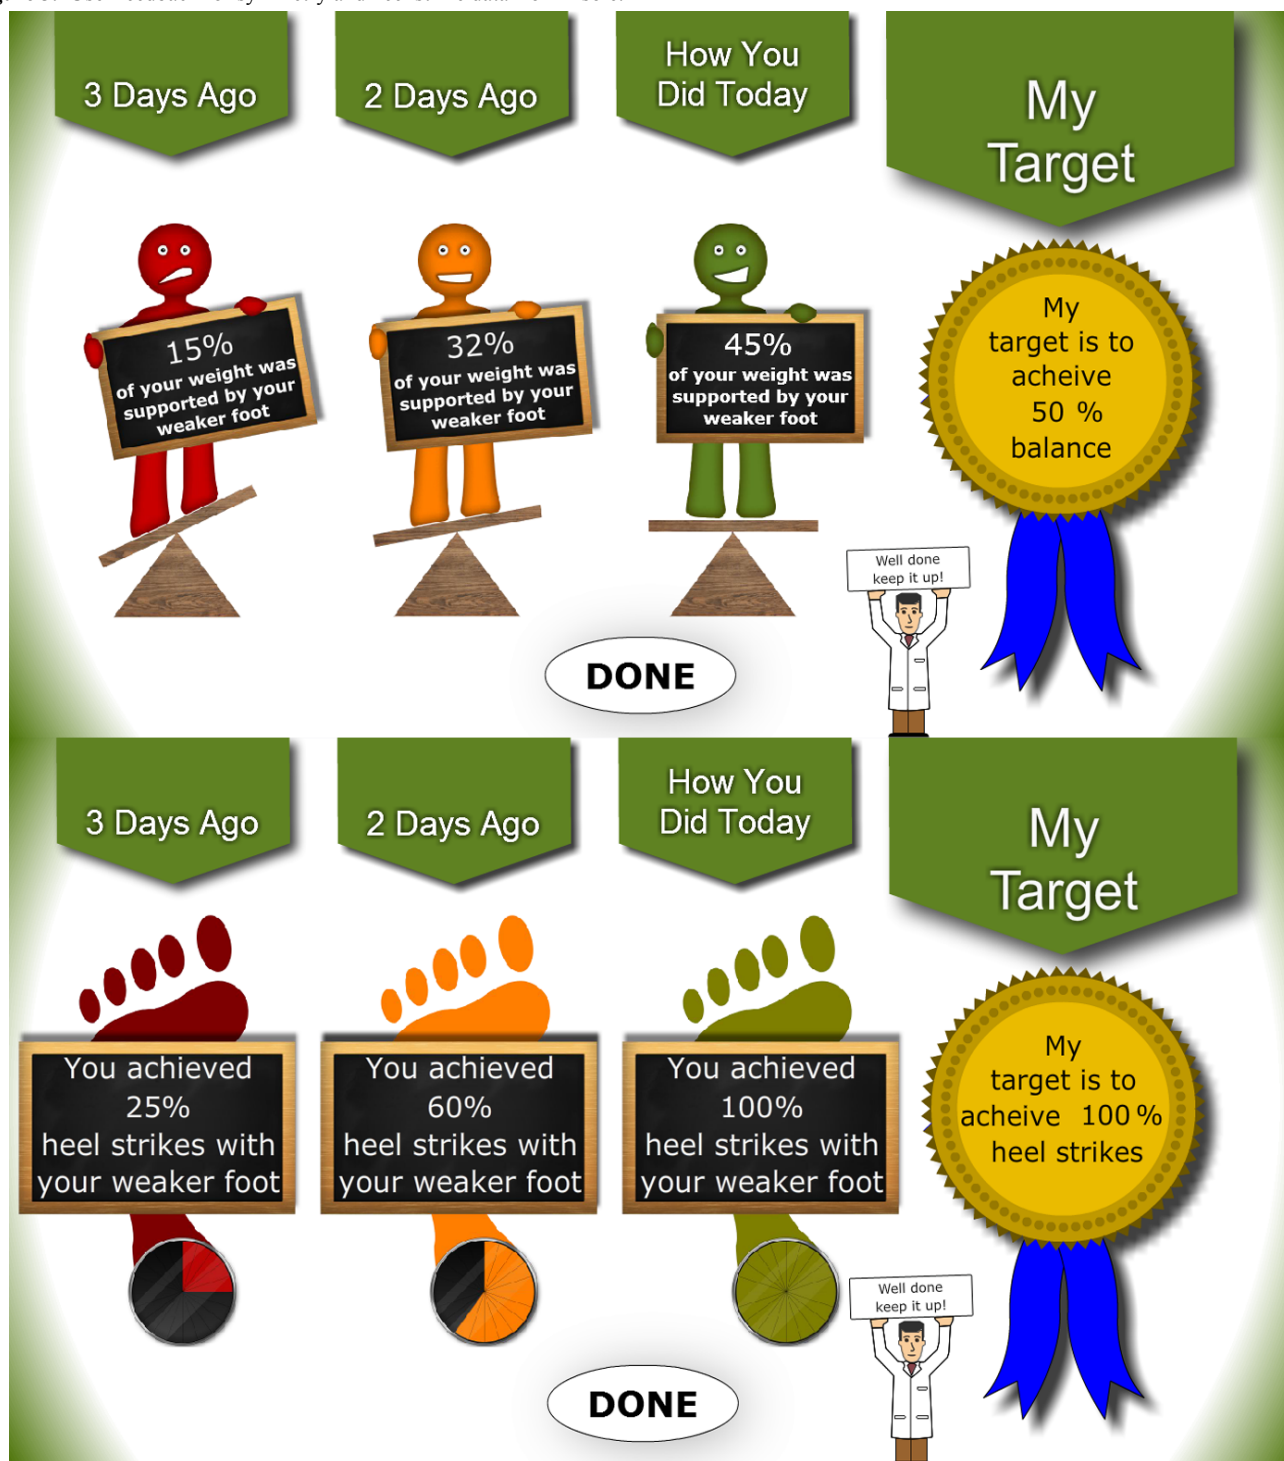 3 Days Ago
2 Days Ago
How You
Did Today
My
Target
15%
of your weight was
supported by your
weaker foot
32%
of your weight was
supported by your
weaker foot
45%
of your weight was
supported by your
weaker foot
My
target is to
acheive
50 %
balance
Well done
keep it up!
DONE
3 Days Ago
2 Days Ago
How You
Did Today
My
Target
You achieved
25%
heel strikes with
your weaker foot
You achieved
60%
heel strikes with
your weaker foot
You achieved
100%
heel strikes with
your weaker foot
My
target is to
acheive 100 %
heel strikes
Well done
keep it up!
DONE